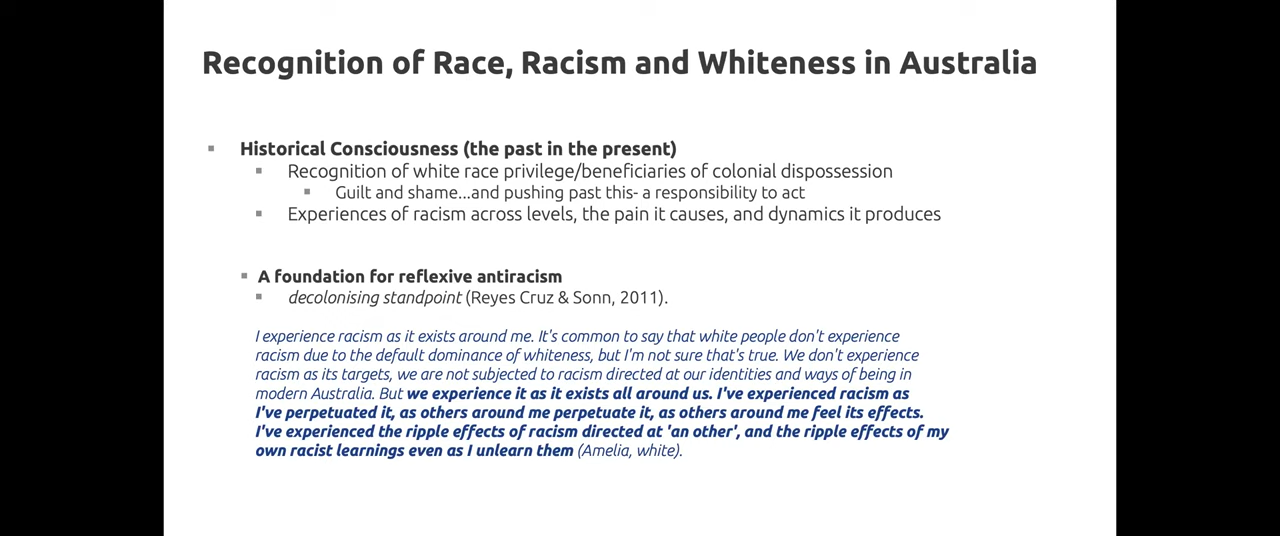 Recognition of Race, Racism and Whiteness in Australia
Historical Consciousness (the past in the present)
Recognition of white race privilege/beneficiaries of colonial dispossession
Guilt and shame...and pushing past this- a responsibility to act
Experiences of racism across levels, the pain it causes, and dynamics it produces
A foundation for reflexive antiracism
decolonising standpoint (Reyes Cruz & Sonn, 2011).
I experience racism as it exists around me. It's common to say that white people don't experience
racism due to the default dominance of whiteness, but I'm not sure that's true. We don't experience
racism as its targets, we are not subjected to racism directed at our identities and ways of being in
modern Australia. But we experience it as it exists all around us. I've experienced racism as
I've perpetuated it, as others around me perpetuate it, as others around me feel its effects.
I've experienced the ripple effects of racism directed at 'an other', and the ripple effects of my
own racist learnings even as I unlearn them (Amelia, white).